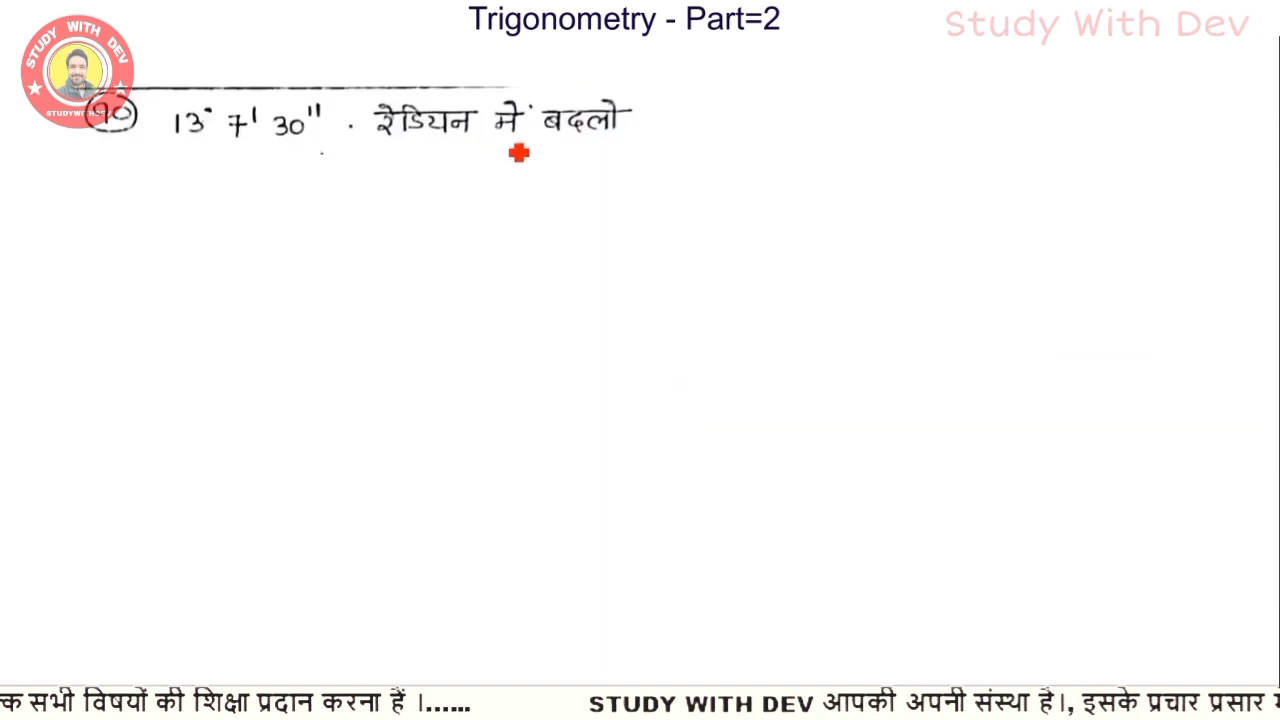 Trigonometry - Part=2
Study With Dev
STUDY WITH DEV
STUDYWITHDEV
13° 7' 30" . रेडियन में बदलो
क सभी विषयों की शिक्षा प्रदान करना हैं ।...... STUDY WITH DEV आपकी अपनी संस्था है।, इसके प्रचार प्रसार